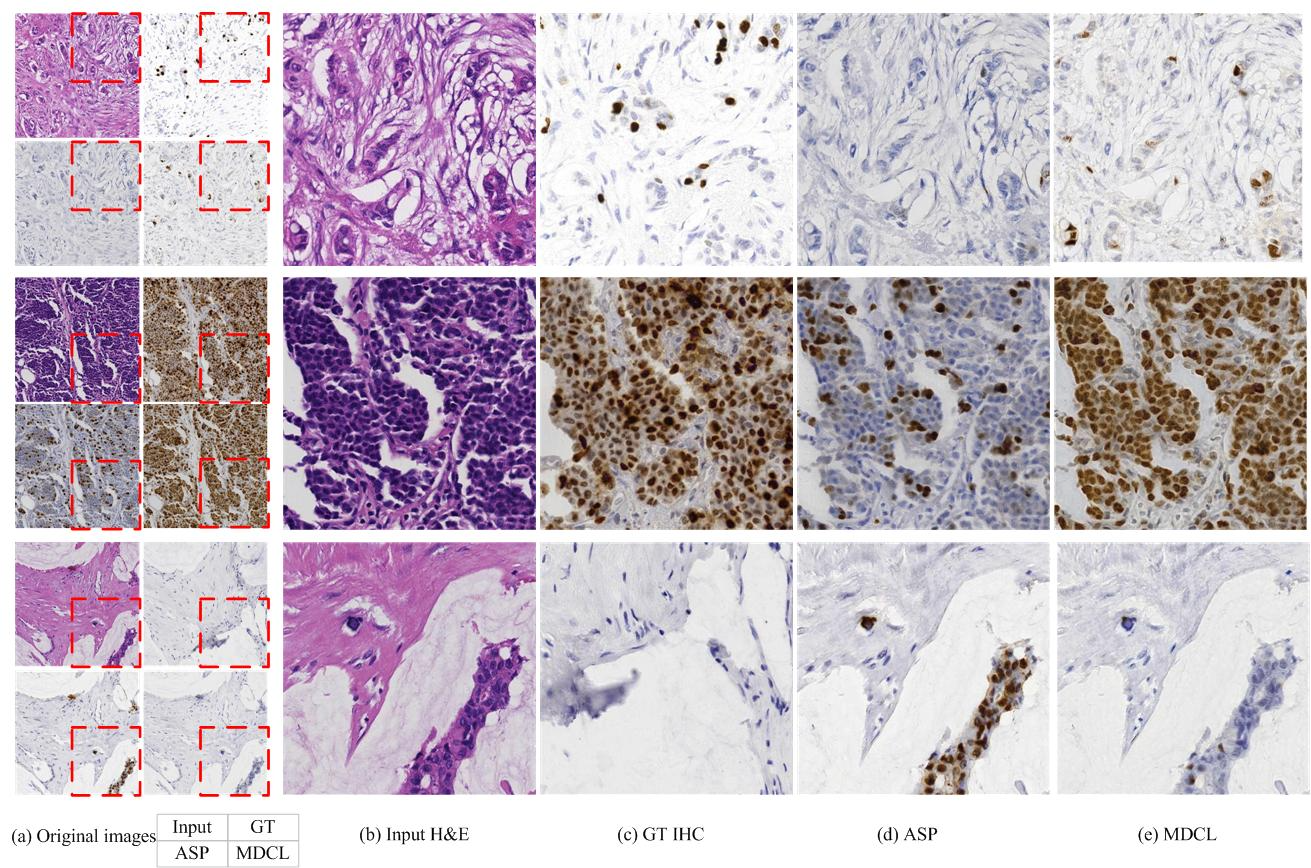 (a) Original images
Input GT
ASP MDCL
(b) Input H&E
(c) GT IHC
(d) ASP
(e) MDCL